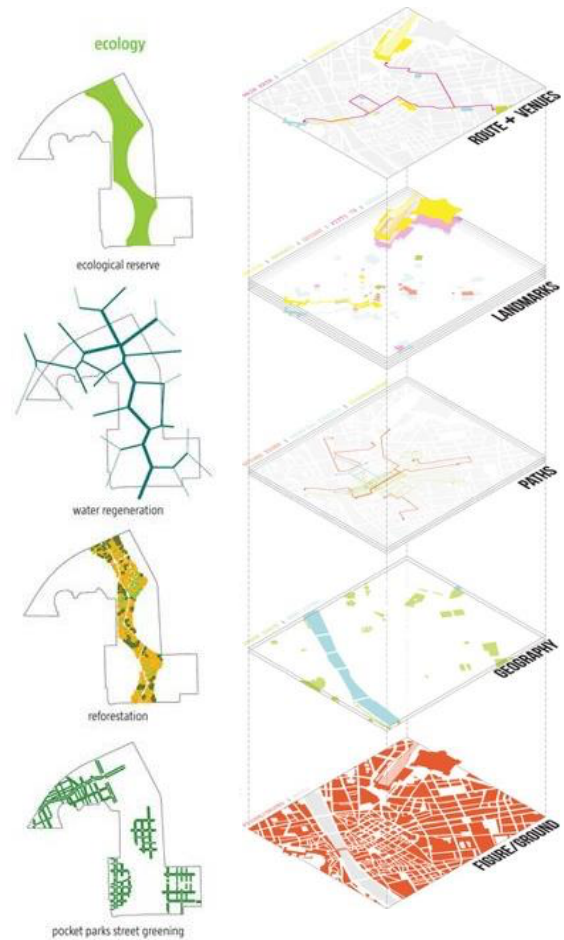 ecology
ecological reserve
water regeneration
reforestation
pocket parks street greening
ROUTE + VENUES
LANDMARKS
PATHS
GEOGRAPHY
FIGURE/GROUND